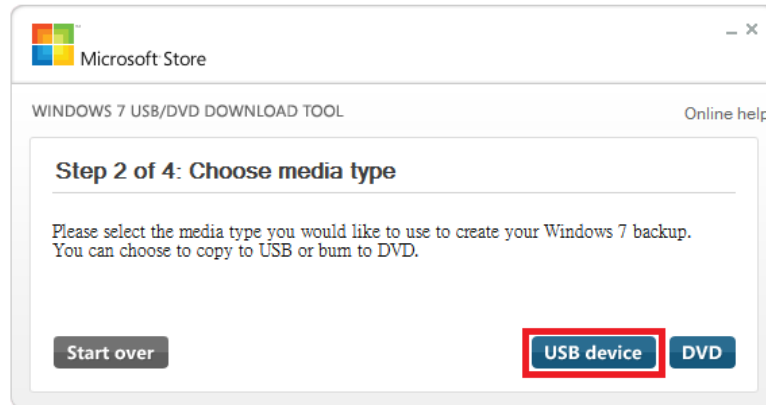 Microsoft Store
WINDOWS 7 USB/DVD DOWNLOAD TOOL
Online help
Step 2 of 4: Choose media type
Please select the media type you would like to use to create your Windows 7 backup.
You can choose to copy to USB or burn to DVD.
Start over
USB device
DVD